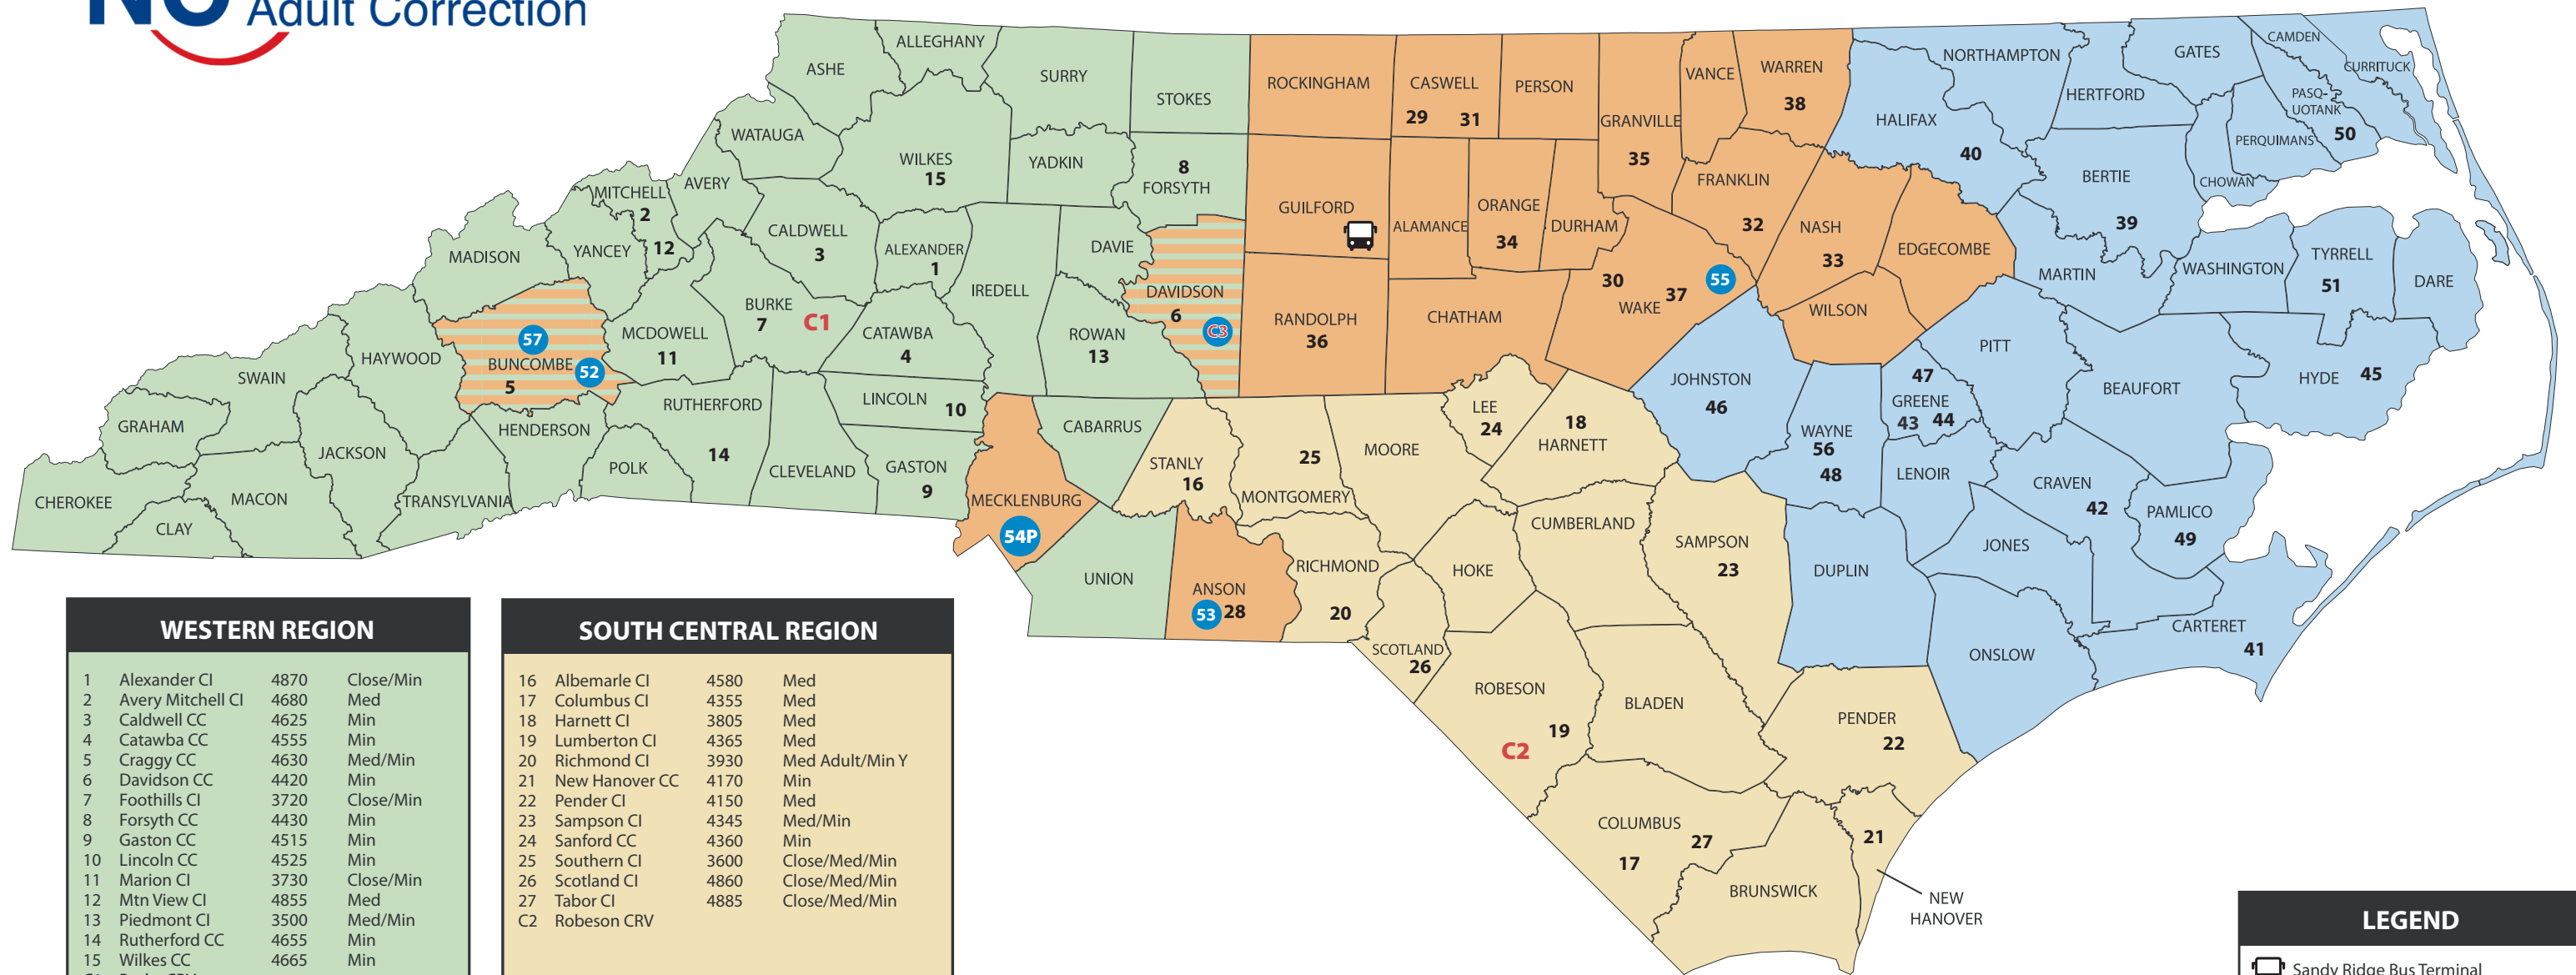 NC Adult Correction
ALLEGHANY
ASHE
SURRY
STOKES
ROCKINGHAM
CASWELL
29 31
PERSON
GRANVILLE
35
VANCE
WARREN
38
NORTHAMPTON
HERTFORD
GATES
CAMDEN
CURRITUCK
PASQ-
UOTANK
50
PERQUIMANS
CHOWAN
HALIFAX
40
BERTIE
39
WATAUGA
WILKES
15
YADKIN
8
FORSYTH
MITCHELL
2
AVERY
12
YANCEY
MADISON
CALDWELL
3
ALEXANDER
1
IREDELL
DAVIE
DAVIDSON
6
C3
GUILFORD
ALAMANCE
ORANGE
34
DURHAM
FRANKLIN
32
NASH
33
EDGECOMBE
MARTIN
WASHINGTON
TYRRELL
51
DARE
30
WAKE
37
55
WILSON
RANDOLPH
36
CHATHAM
57
BUNCOMBE
52
5
MCDOWELL
11
BURKE
7
C1
CATAWBA
4
ROWAN
13
HAYWOOD
SWAIN
GRAHAM
JACKSON
HENDERSON
RUTHERFORD
14
LINCOLN
10
CABARRUS
STANLY
16
25
MONTGOMERY
MOORE
LEE
24
18
HARNETT
JOHNSTON
46
WAYNE
56
48
47
GREENE
43 44
PITT
BEAUFORT
HYDE 45
CHEROKEE
CLAY
MACON
TRANSYLVANIA
POLK
CLEVELAND
GASTON
9
MECKLENBURG
54P
UNION
ANSON
53 28
RICHMOND
20
HOKE
CUMBERLAND
SAMPSON
23
DUPLIN
LENOIR
JONES
CRAVEN
42
PAMLICO
49
CARTERET
41
ONSLOW
SCOTLAND
26
ROBESON
19
C2
BLADEN
PENDER
22
COLUMBUS
27
17
BRUNSWICK
21
NEW
HANOVER
WESTERN REGION
1 Alexander CI 4870 Close/Min
2 Avery Mitchell CI 4680 Med
3 Caldwell CC 4625 Min
4 Catawba CC 4555 Min
5 Craggy CC 4630 Med/Min
6 Davidson CC 4420 Min
7 Foothills CI 3720 Close/Min
8 Forsyth CC 4430 Min
9 Gaston CC 4515 Min
10 Lincoln CC 4525 Min
11 Marion CI 3730 Close/Min
12 Mtn View CI 4855 Med
13 Piedmont CI 3500 Med/Min
14 Rutherford CC 4655 Min
15 Wilkes CC 4665 Min
SOUTH CENTRAL REGION
16 Albemarle CI 4580 Med
17 Columbus CI 4355 Med
18 Harnett CI 3805 Med
19 Lumberton CI 4365 Med
20 Richmond CI 3930 Med Adult/Min Y
21 New Hanover CC 4170 Min
22 Pender CI 4150 Med
23 Sampson CI 4345 Med/Min
24 Sanford CC 4360 Min
25 Southern CI 3600 Close/Med/Min
26 Scotland CI 4860 Close/Med/Min
27 Tabor CI 4885 Close/Med/Min
C2 Robeson CRV
LEGEND
Sandy Ridge Bus Terminal